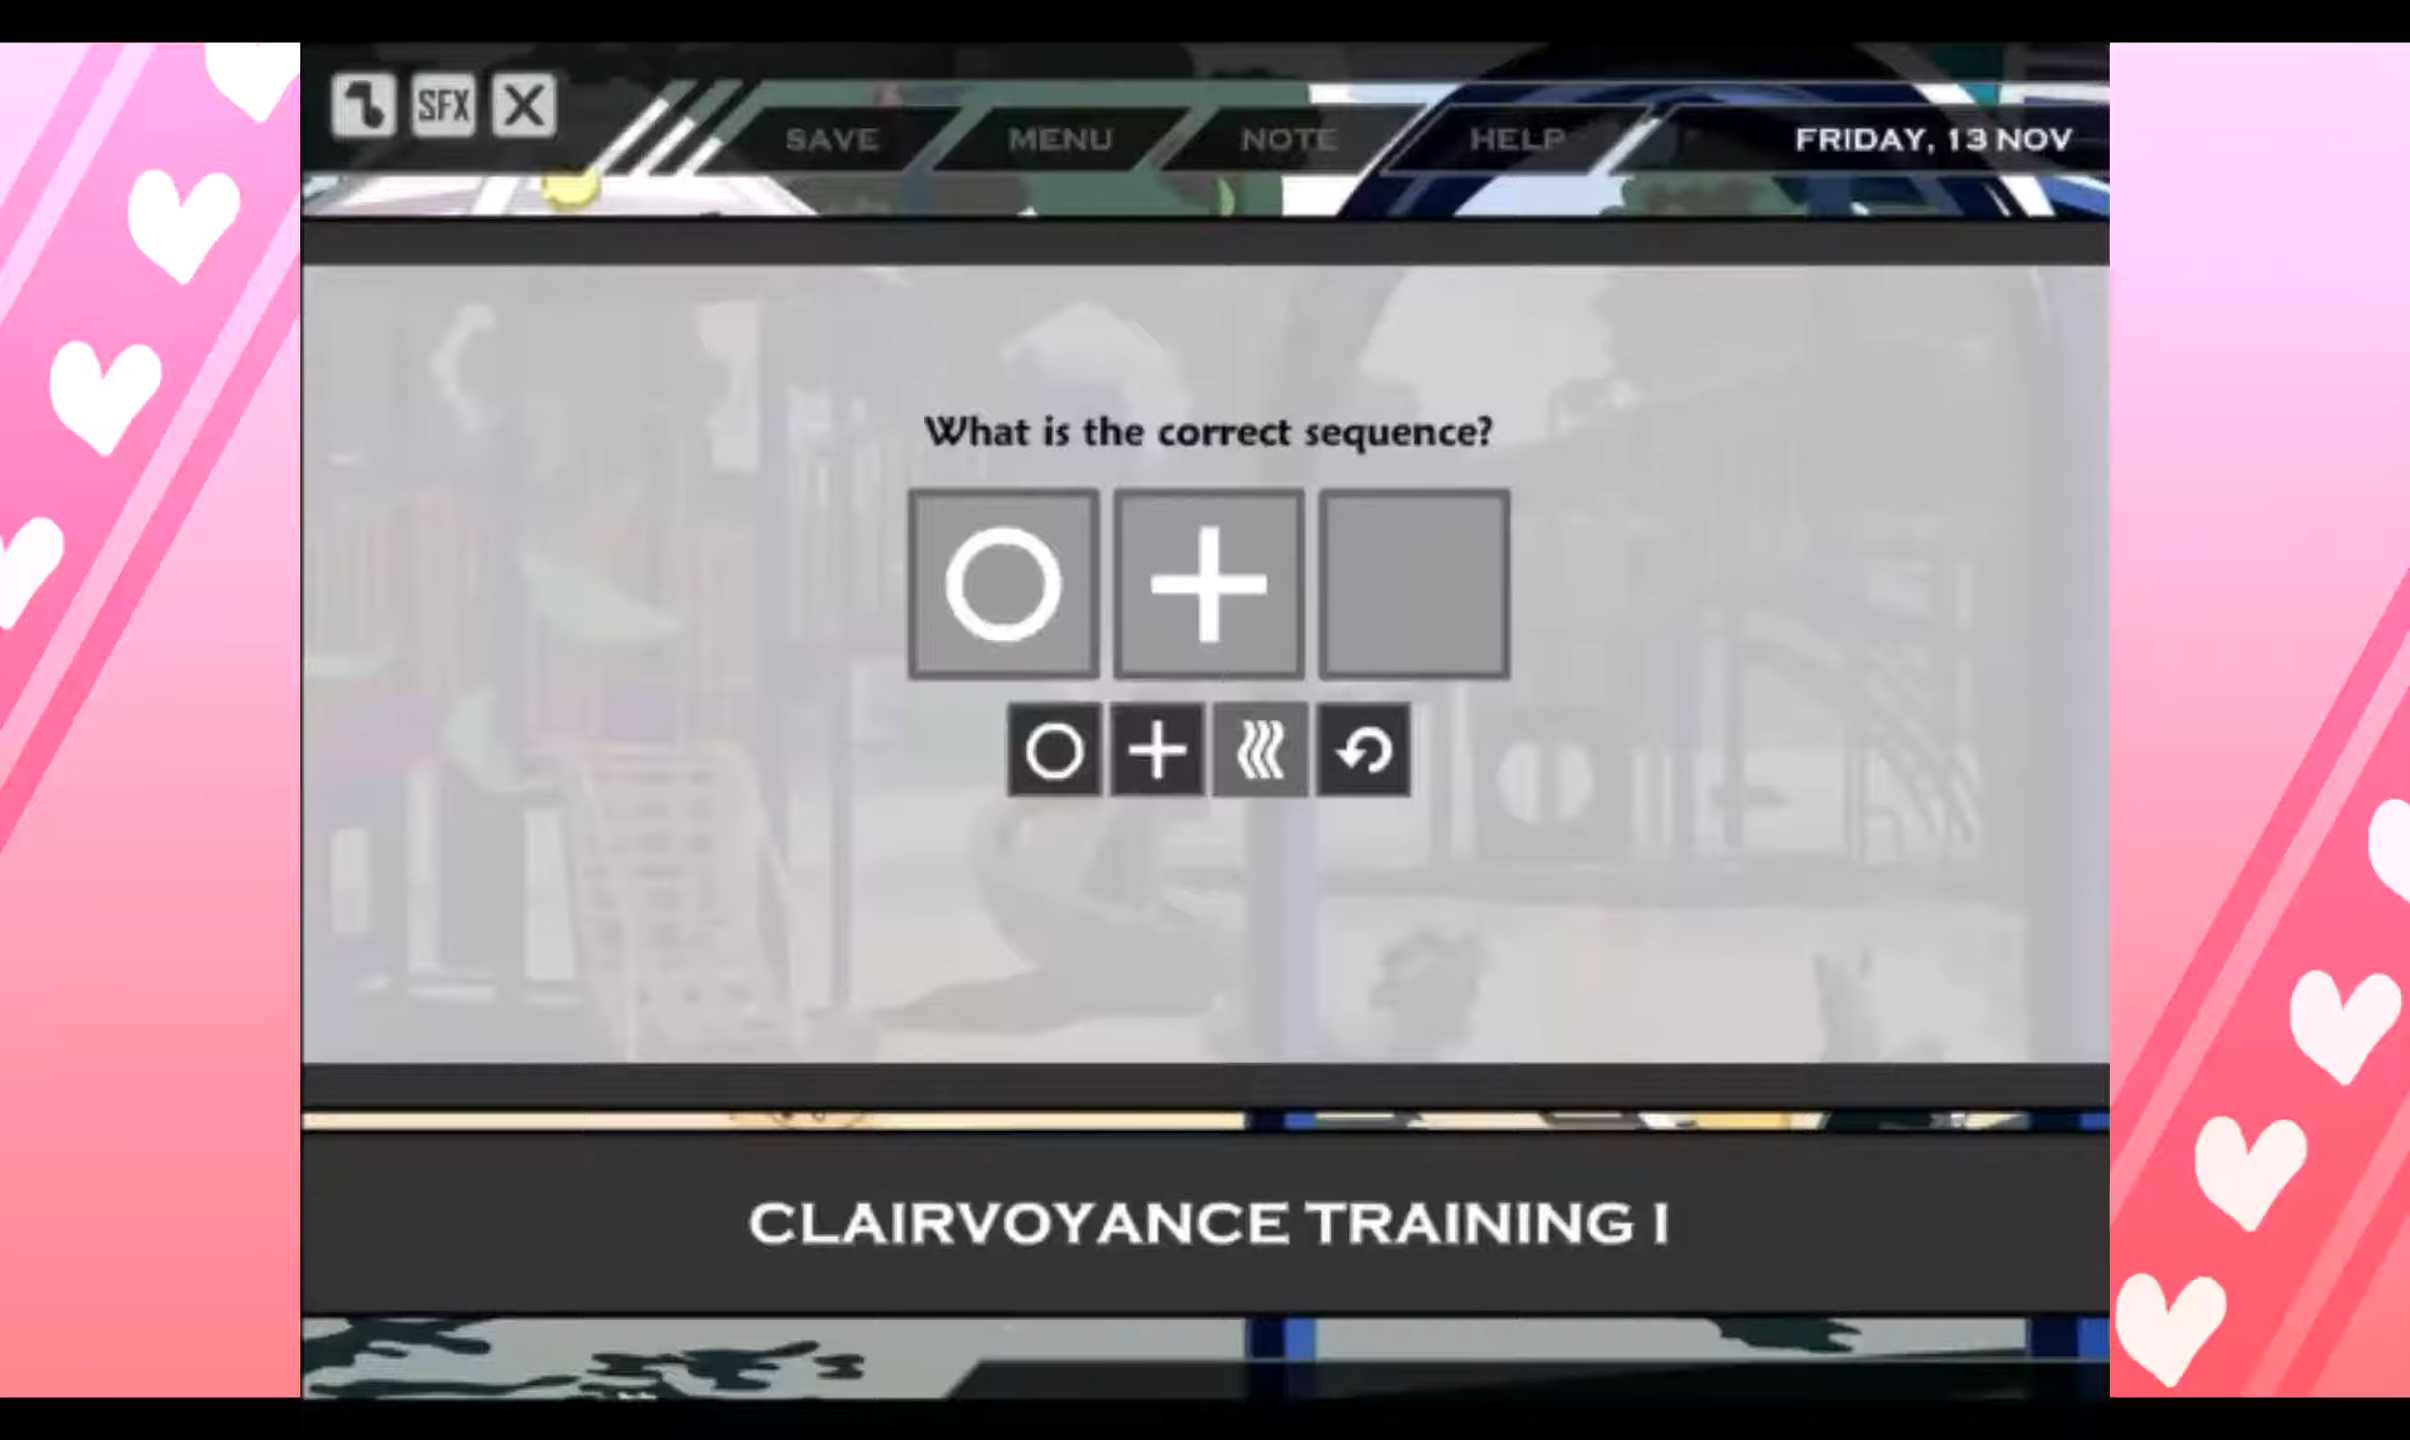 SFX X
SAVE MENU NOTE HELP FRIDAY, 13 NOV
What is the correct sequence?
CLAIRVOYANCE TRAINING I